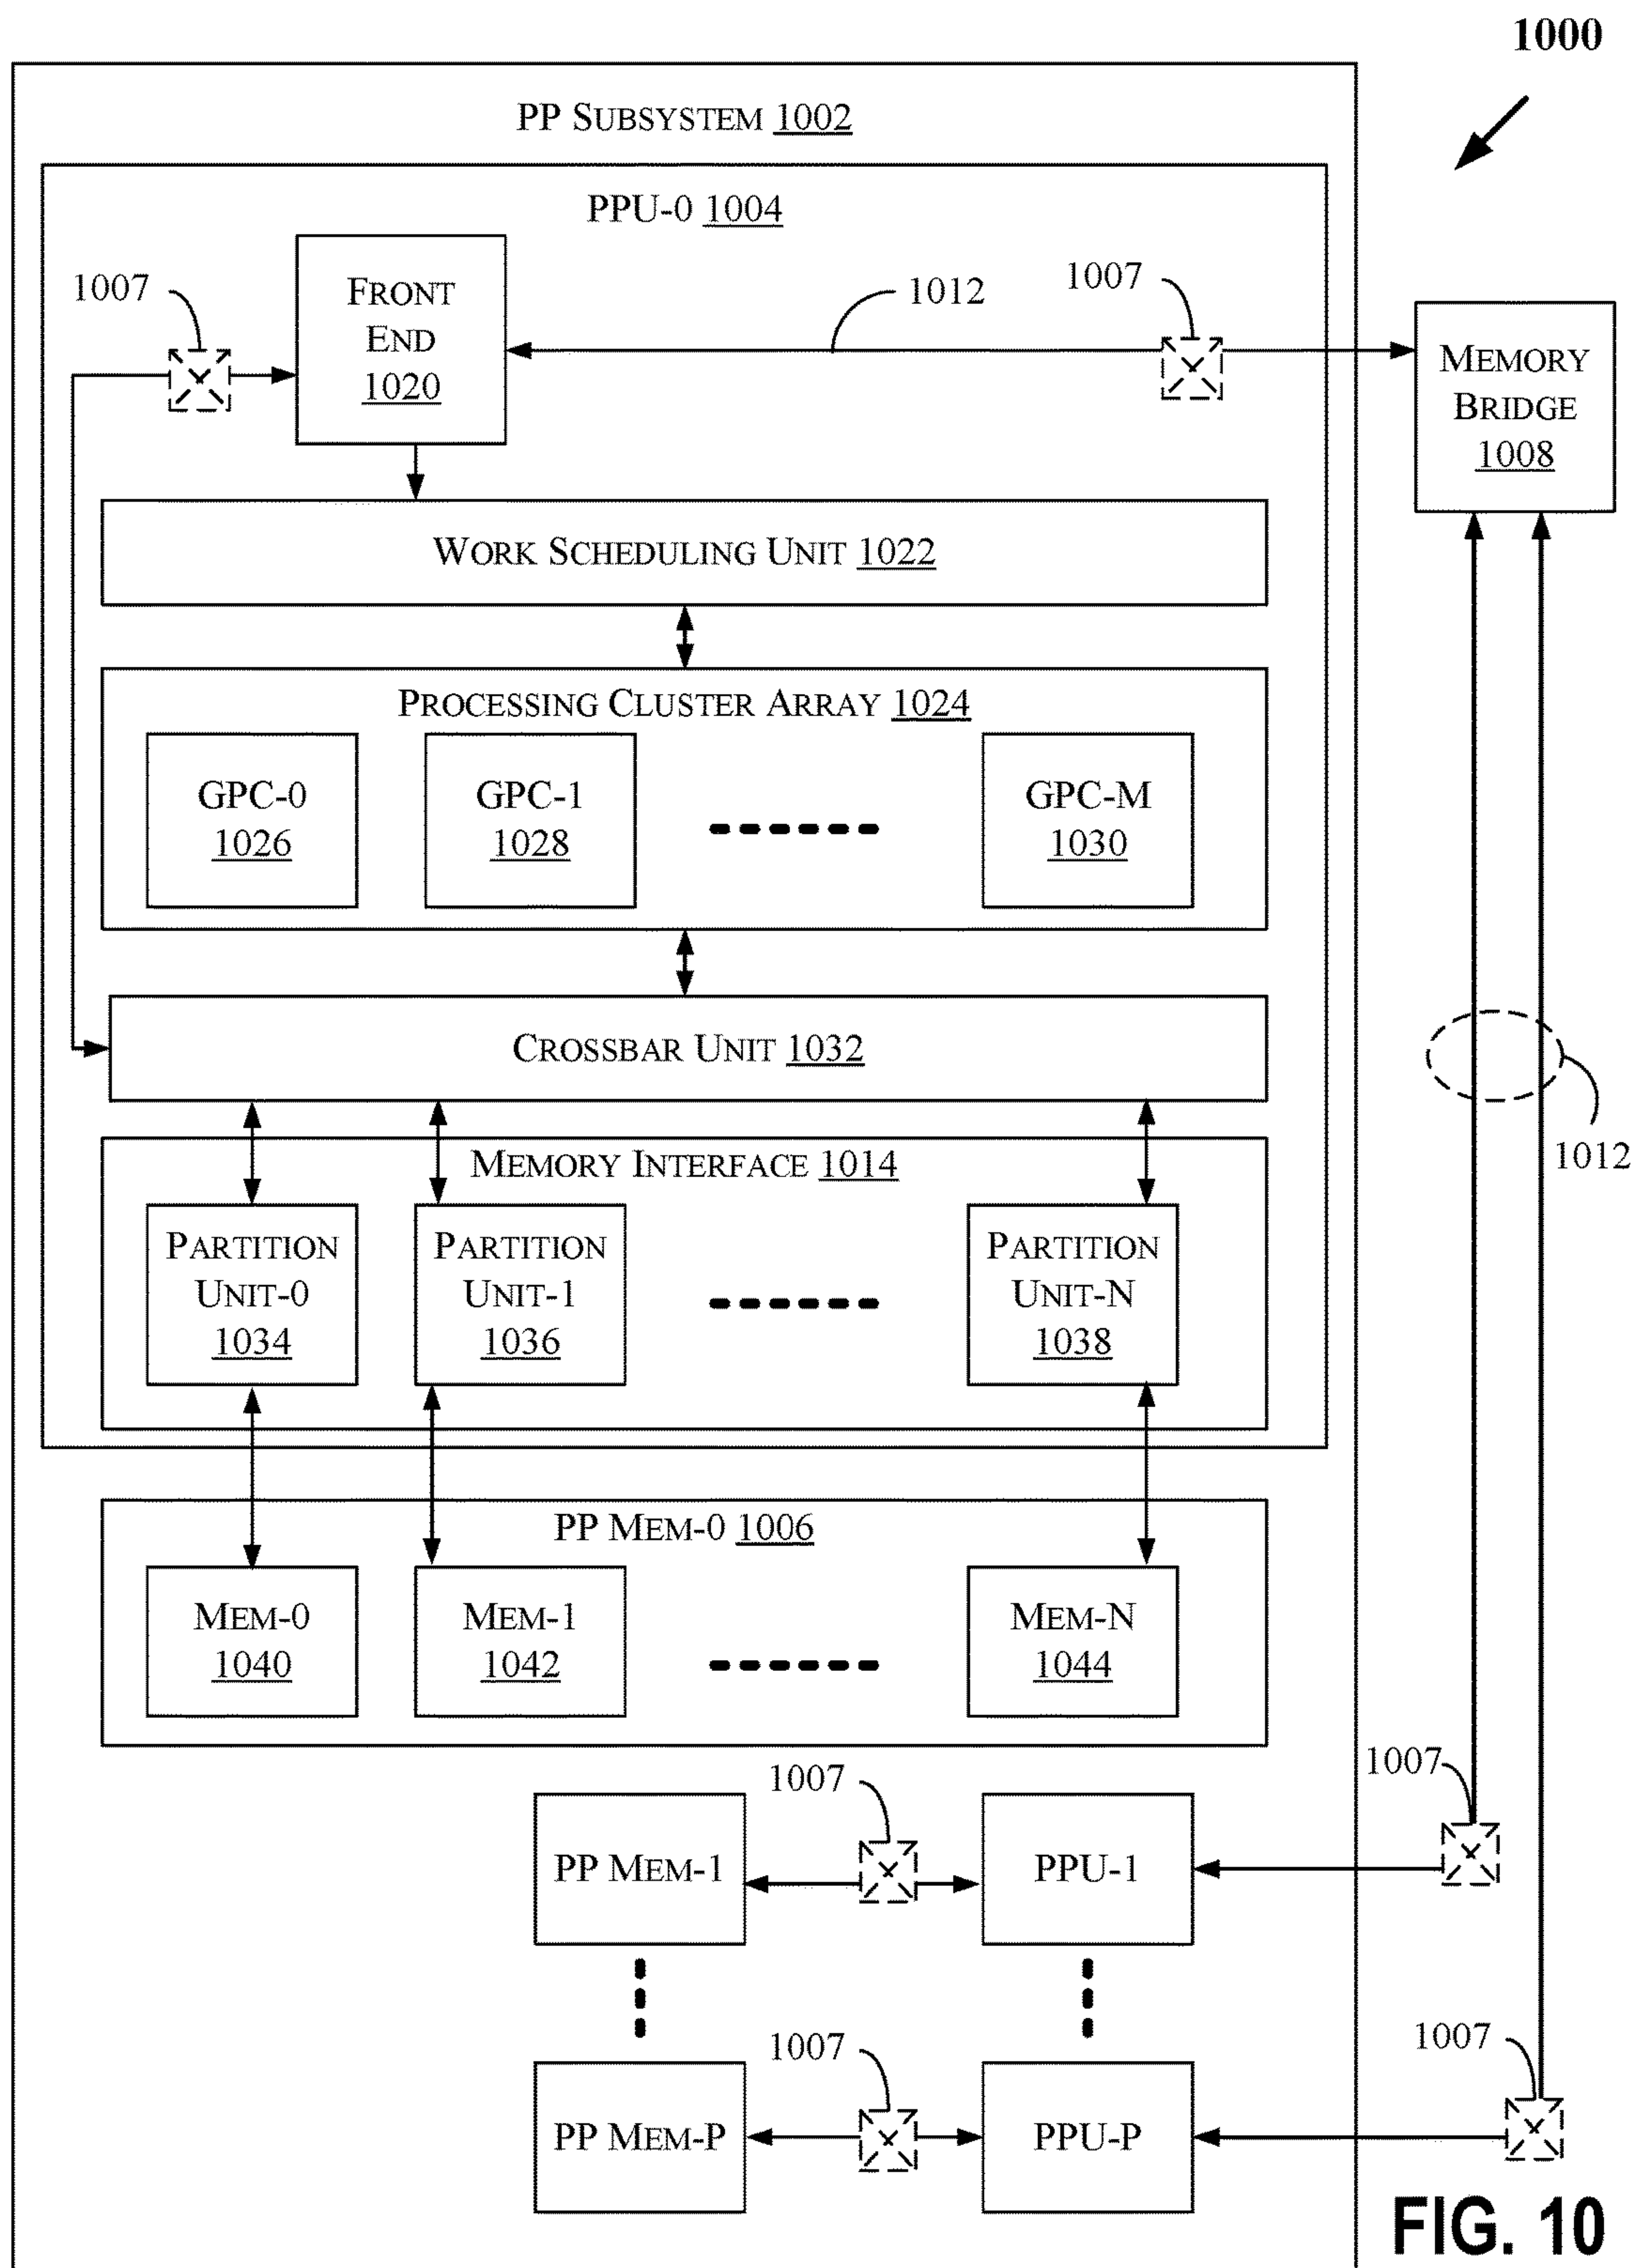 1000
PP SUBSYSTEM 1002
PPU-0 1004
1007
FRONT
END
1020
1012
1007
MEMORY
BRIDGE
1008
WORK SCHEDULING UNIT 1022
PROCESSING CLUSTER ARRAY 1024
GPC-0
1026
GPC-1
1028
GPC-M
1030
CROSSBAR UNIT 1032
1012
MEMORY INTERFACE 1014
PARTITION
UNIT-0
1034
PARTITION
UNIT-1
1036
PARTITION
UNIT-N
1038
PP MEM-0 1006
MEM-0
1040
MEM-1
1042
MEM-N
1044
1007
1007
PP MEM-1
PPU-1
1007
1007
PP MEM-P
PPU-P
FIG. 10